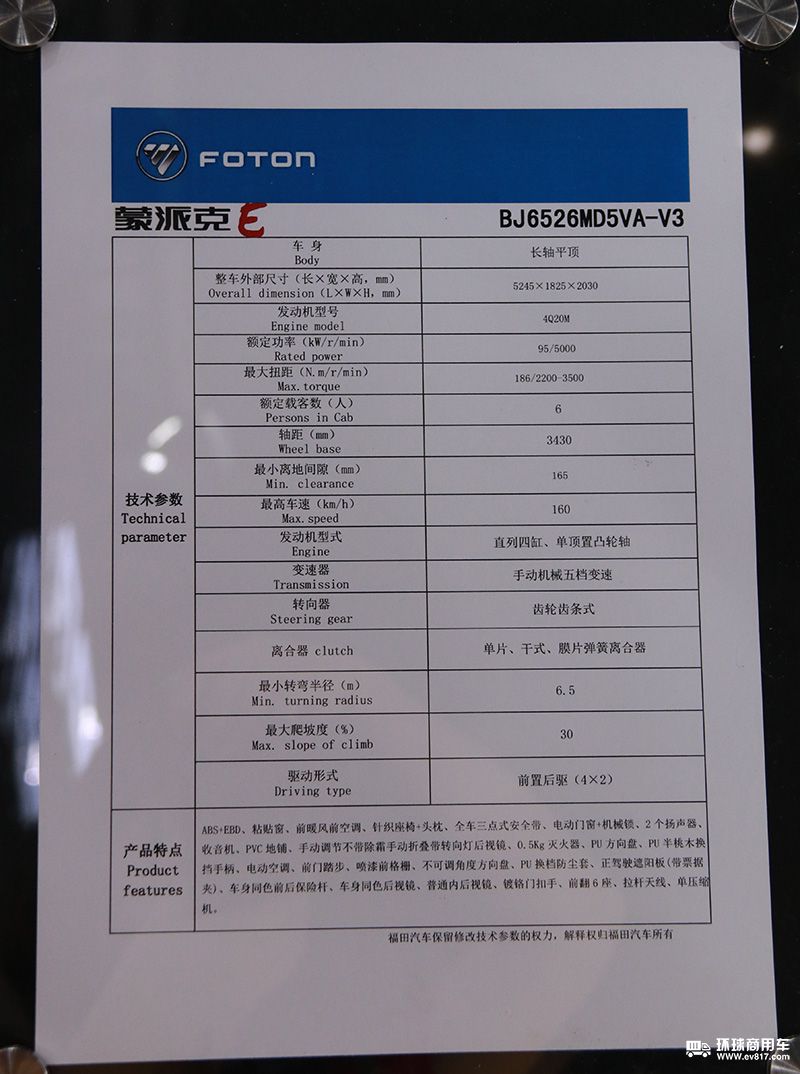 FOTON
蒙派克E
BJ6526MD5VA-V3
车 身
Body
长轴平顶
整车外部尺寸（长×宽×高，mm）
Overall dimension（L×W×H，mm）
5245×1825×2030
发动机型号
Engine model
4Q20M
额定功率（kW/r/min）
Rated power
95/5000
最大扭距（N.m/r/min）
Max.torque
186/2200-3500
额定载客数（人）
Persons in Cab
6
轴距（mm）
Wheel base
3430
最小离地间隙（mm）
Min. clearance
165
最高车速（km/h）
Max.speed
160
发动机型式
Engine
直列四缸、单顶置凸轮轴
变速器
Transmission
手动机械五档变速
转向器
Steering gear
齿轮齿条式
离合器 clutch
单片、干式、膜片弹簧离合器
最小转弯半径（m）
Min. turning radius
6.5
最大爬坡度（%）
Max. slope of climb
30
驱动形式
Driving type
前置后驱（4×2）
技术参数
Technical
parameter
产品特点
Product
features
ABS+EBD、粘贴窗、前暖风前空调、针织座椅+头枕、全车三点式安全带、电动门窗+机械锁、2个扬声器、
收音机、PVC地铺、手动调节不带除霜手动折叠带转向灯后视镜、0.5Kg灭火器、PU方向盘、PU半桃木换
挡手柄、电动空调、前门踏步、喷漆前格栅、不可调角度方向盘、PU换档防尘套、正驾驶遮阳板(带票据
夹)、车身同色前后保险杆、车身同色后视镜、普通内后视镜、镀铬门扣手、前翻6座、拉杆天线、单压缩
机。
福田汽车保留修改技术参数的权力，解释权归福田汽车所有
环球商用车
www.ev817.com